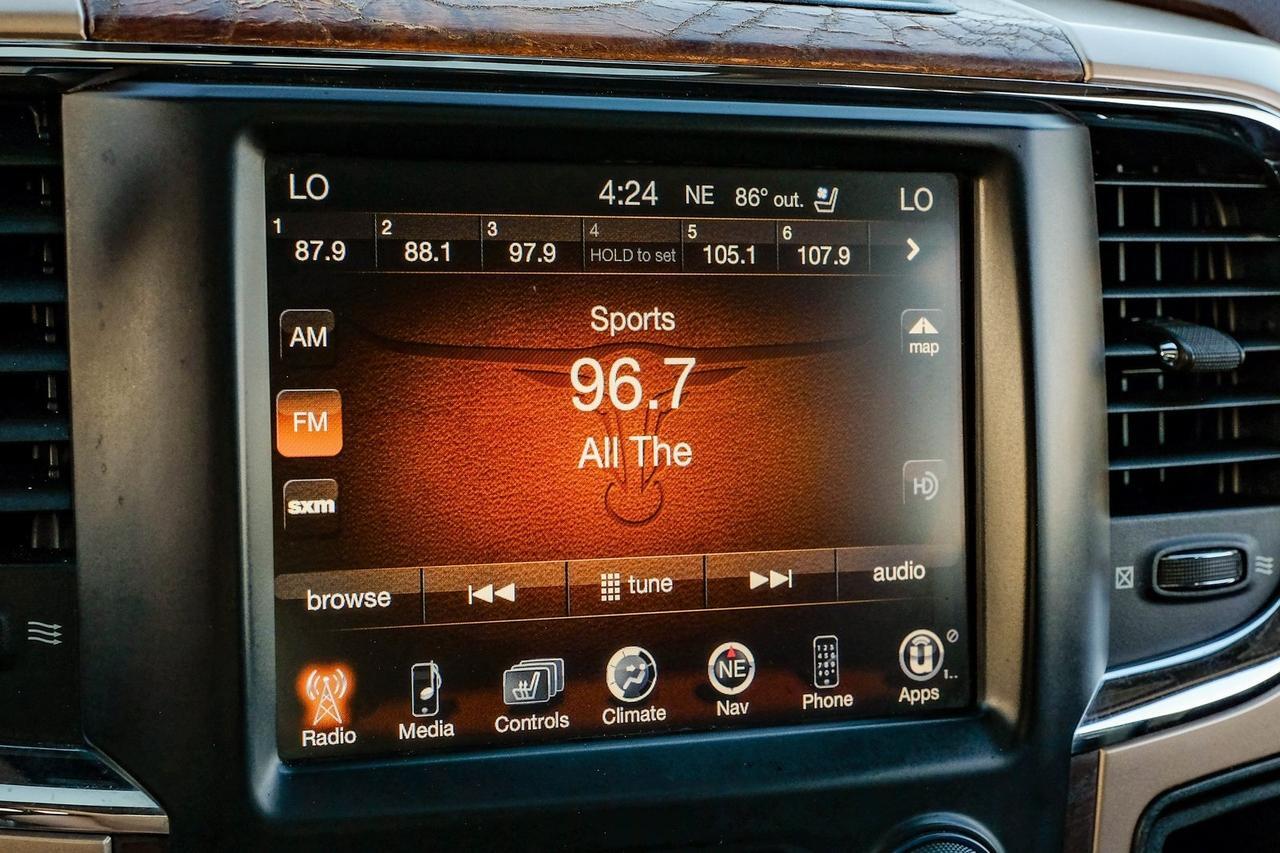 LO 4:24 NE 86° out. LO
1 2 3 4 5 6
87.9 88.1 97.9 HOLD to set 105.1 107.9
Sports
AM map
96.7
FM
All The
HD
sxm
browse tune audio
NE
Radio Media Controls Climate Nav Phone Apps